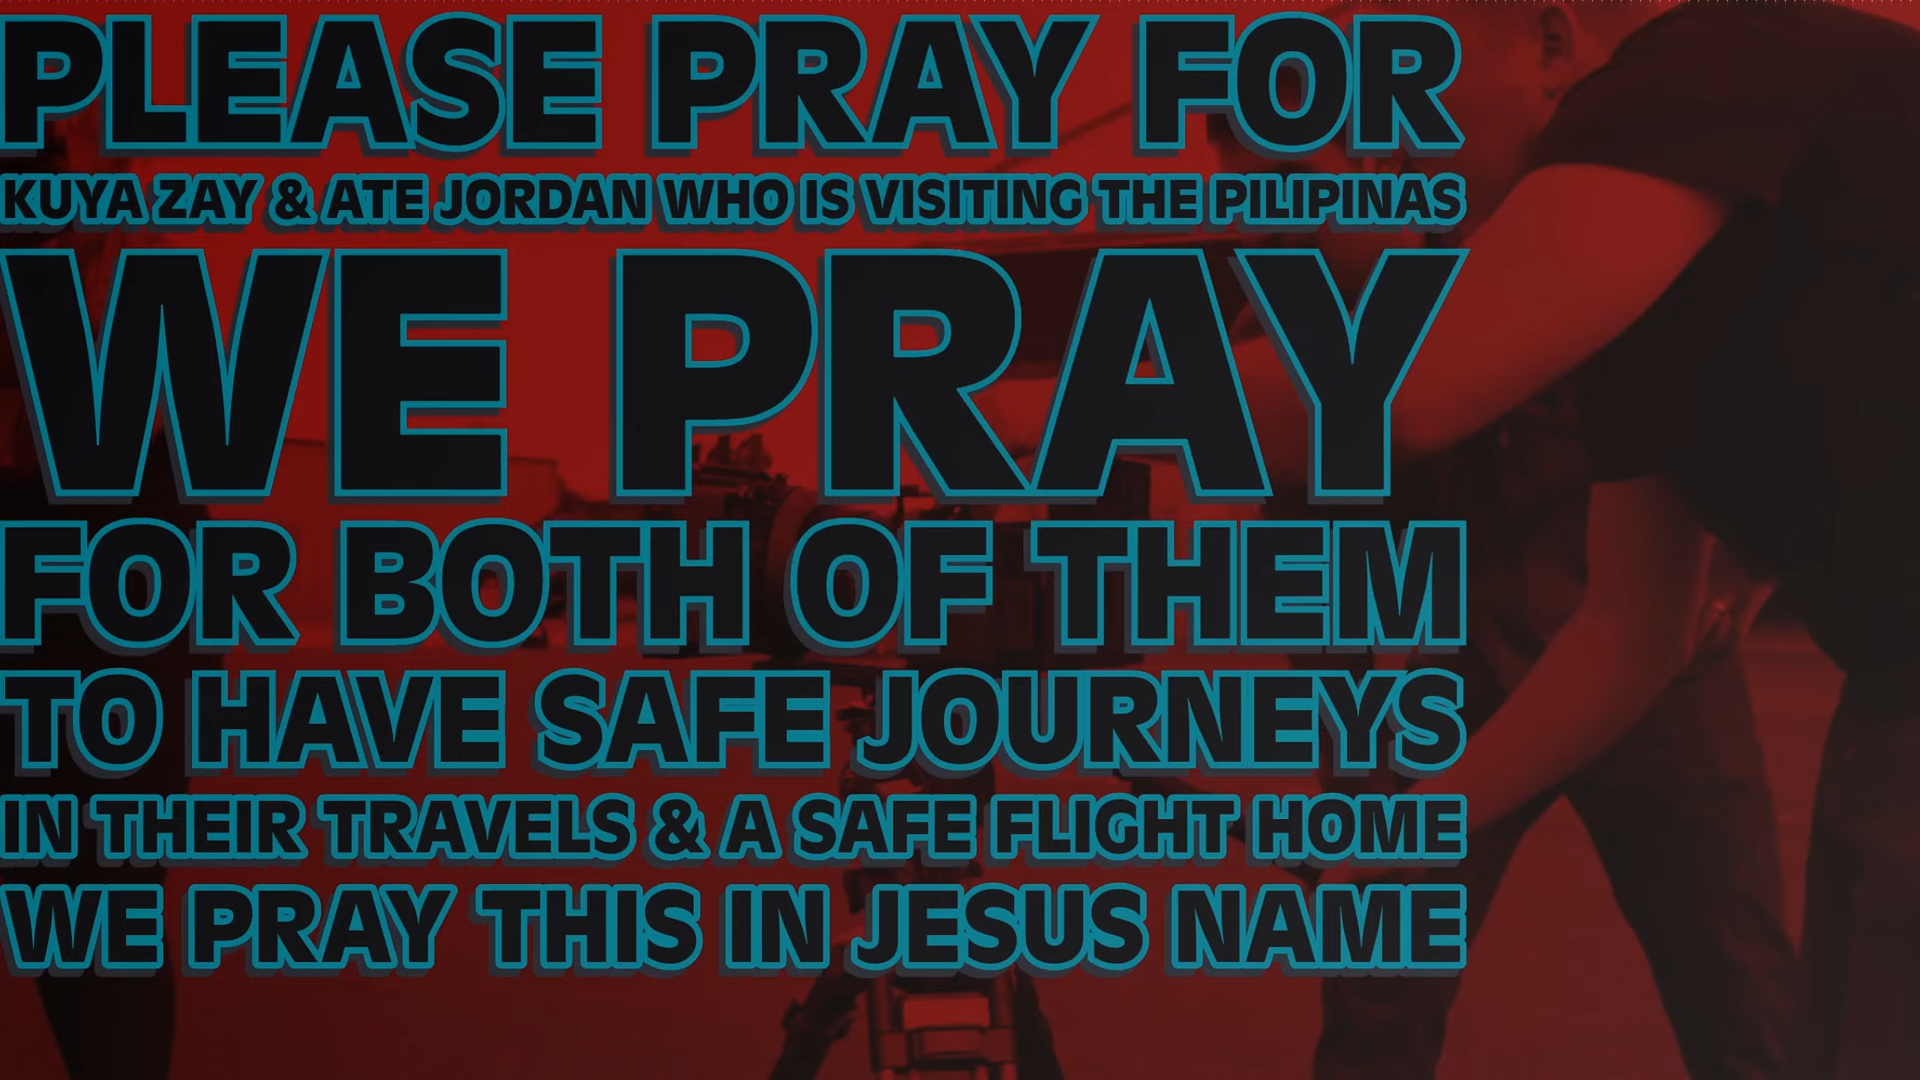 PLEASE PRAY FOR
KUYA ZAY & ATE JORDAN WHO IS VISITING THE PILIPINAS
WE PRAY
FOR BOTH OF THEM
TO HAVE SAFE JOURNEYS
IN THEIR TRAVELS & A SAFE FLIGHT HOME
WE PRAY THIS IN JESUS NAME